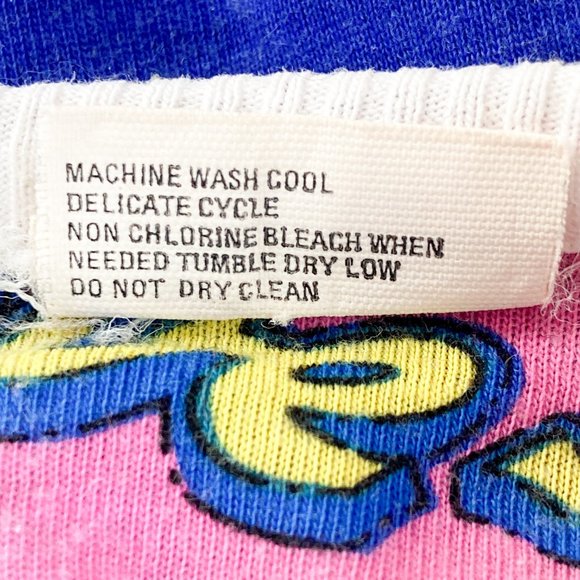 MACHINE WASH COOL
DELICATE CYCLE
NON CHLORINE BLEACH WHEN
NEEDED TUMBLE DRY LOW
DO NOT DRY CLEAN